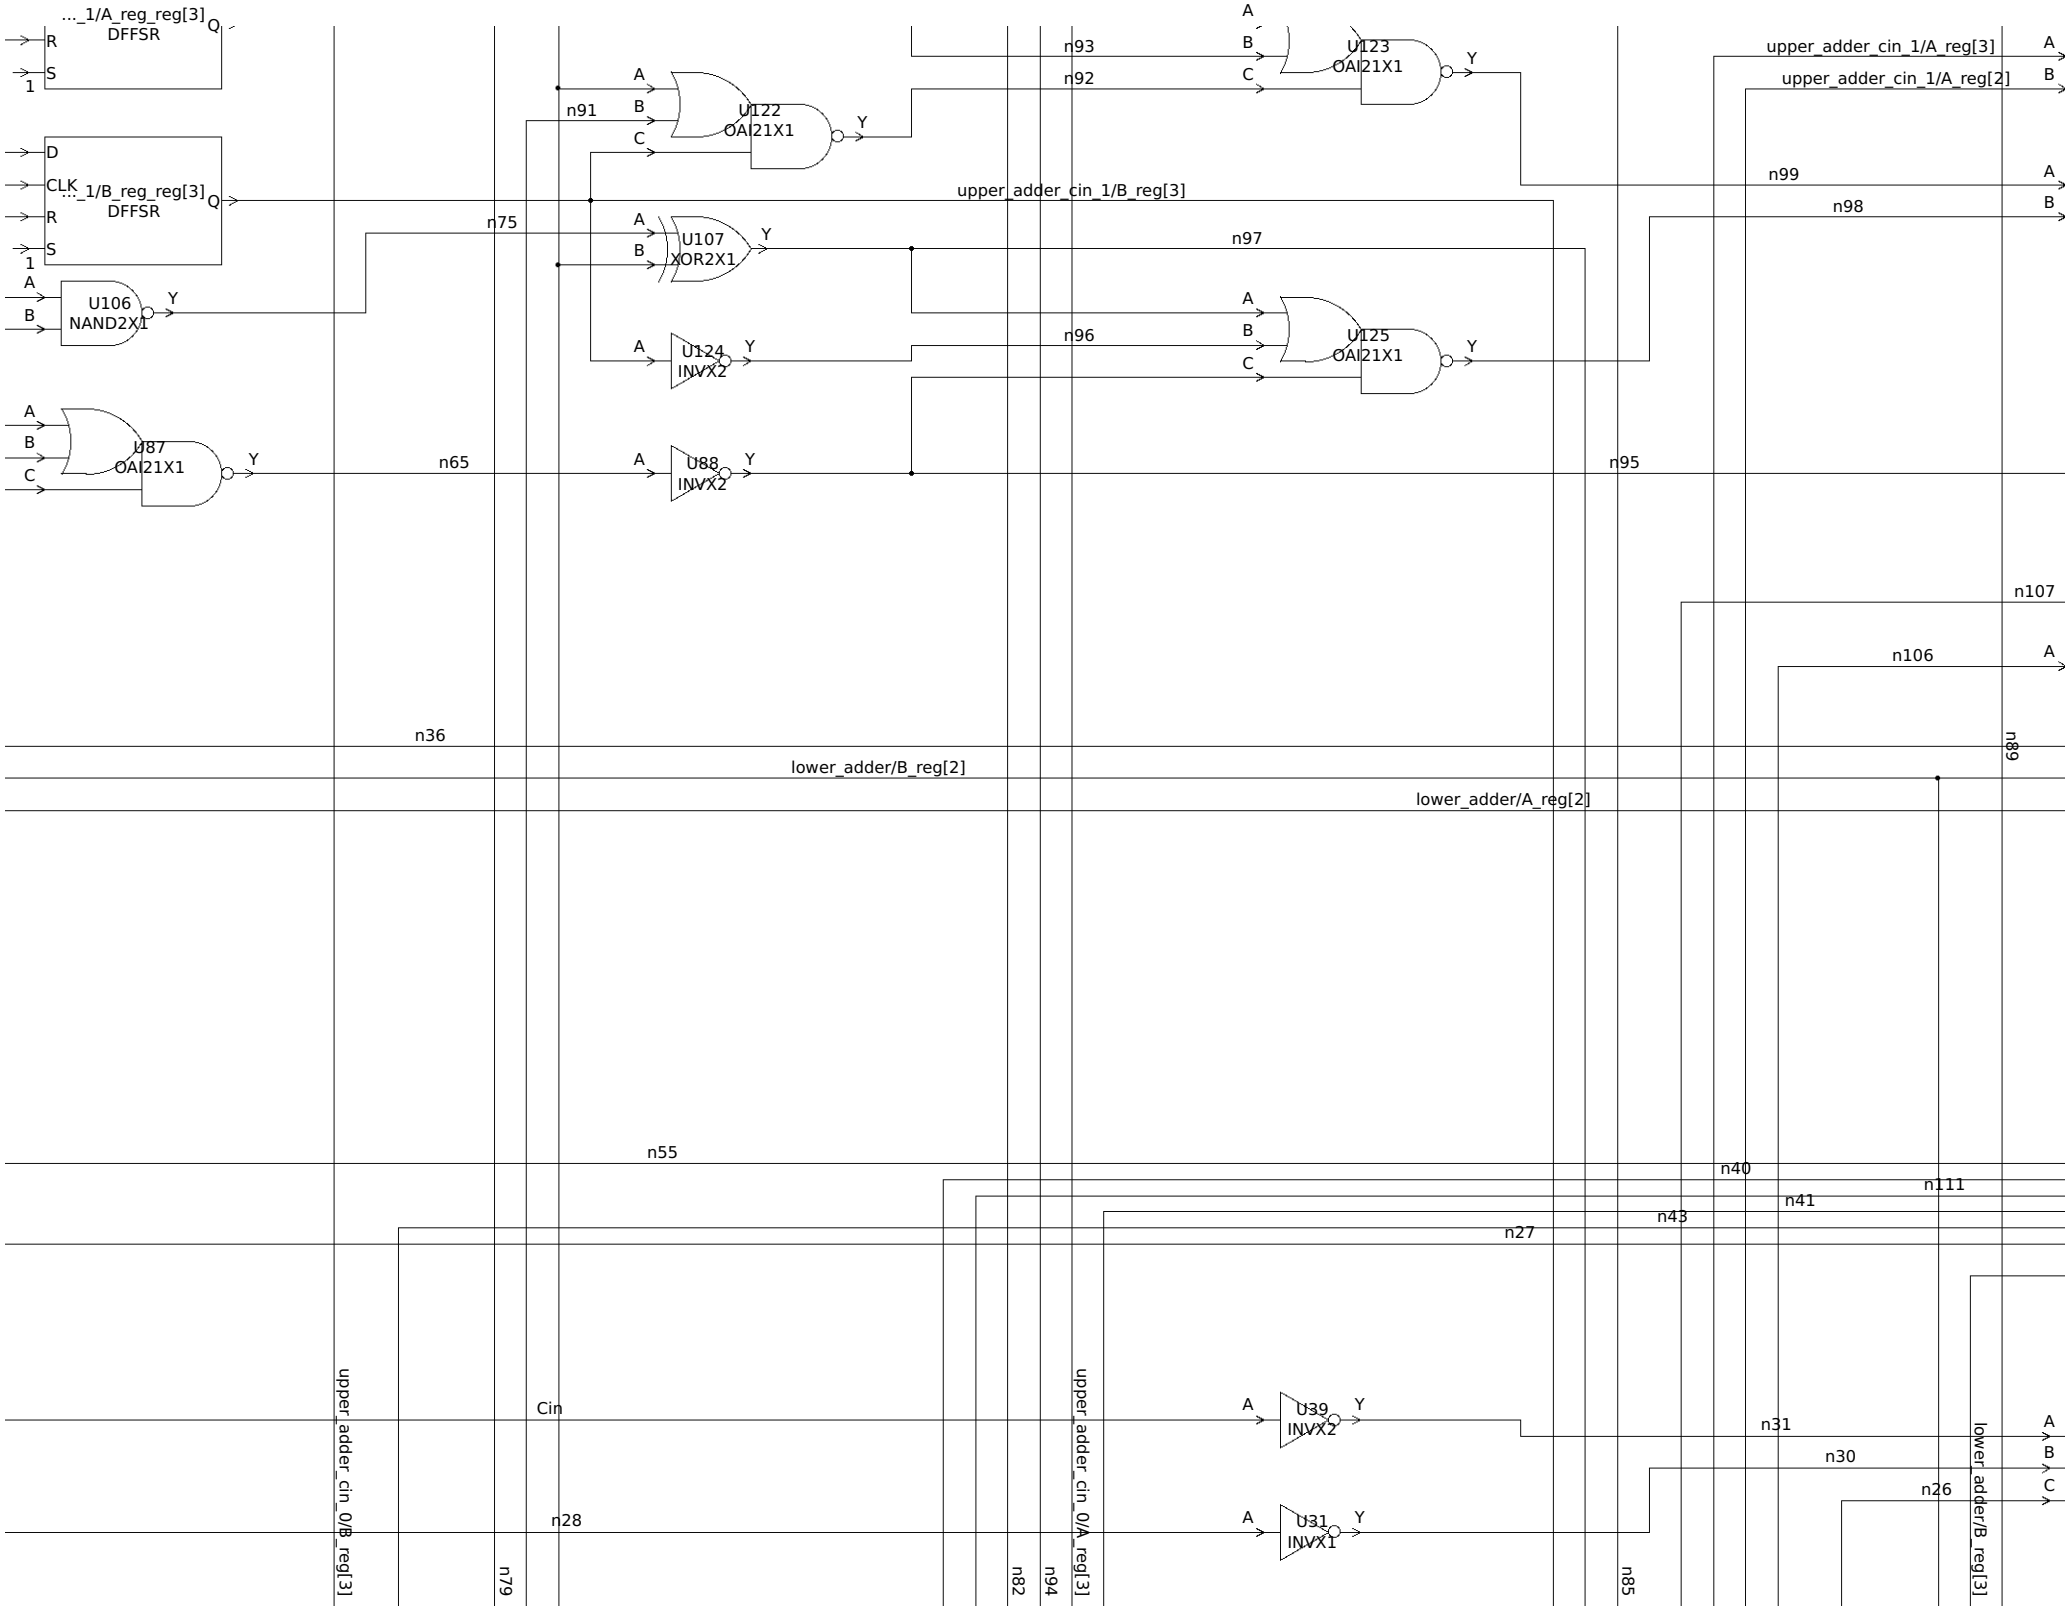 ..._1/A_reg_reg[3] Q
DFFSR
R
S
1
A
B n93
C n92
U123
OAI21X1
Y
upper_adder_cin_1/A_reg[3] A
upper_adder_cin_1/A_reg[2] B
A
n91 B
C
U122
OAI21X1
Y
D
CLK
..._1/B_reg_reg[3] Q
DFFSR
R
S
1
upper_adder_cin_1/B_reg[3]
n99 A
n98 B
n75 A
B
U107
XOR2X1
Y
n97
A
B
U106
NAND2X1
Y
A
U124
INVX2
Y
n96
A
B
C
U125
OAI21X1
Y
A
B
C
U87
OAI21X1
Y
n65
A
U88
INVX2
Y
n95
n107
n106 A
n36
n89
lower_adder/B_reg[2]
lower_adder/A_reg[2]
n55
n40
n111
n41
n43
n27
upper_adder_cin_0/B_reg[3]
upper_adder_cin_0/A_reg[3]
Cin
A
U39
INVX2
Y
n31 A
n30 B
n26 C
lower_adder/B_reg[3]
n28
A
U31
INVX1
Y
n79
n82
n94
n85